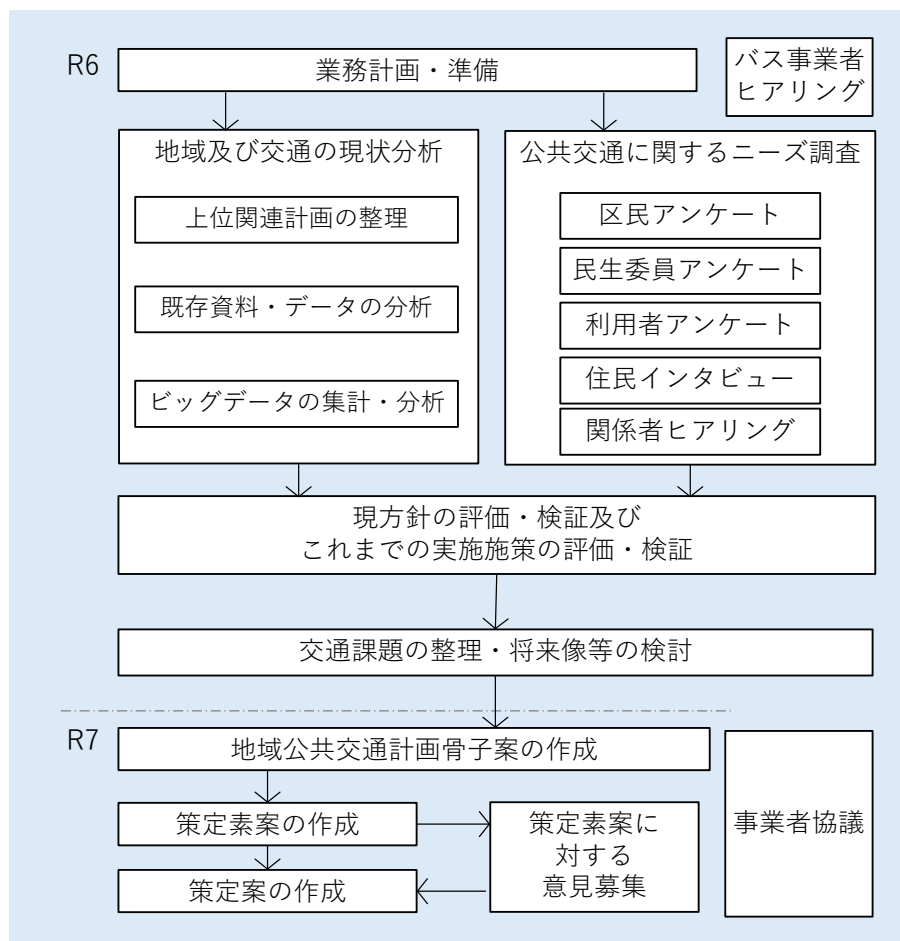 R6
業務計画・準備
バス事業者
ヒアリング
地域及び交通の現状分析
上位関連計画の整理
既存資料・データの分析
ビッグデータの集計・分析
公共交通に関するニーズ調査
区民アンケート
民生委員アンケート
利用者アンケート
住民インタビュー
関係者ヒアリング
現方針の評価・検証及び
これまでの実施施策の評価・検証
交通課題の整理・将来像等の検討
R7
地域公共交通計画骨子案の作成
策定素案の作成
策定素案に
対する
意見募集
策定案の作成
事業者協議